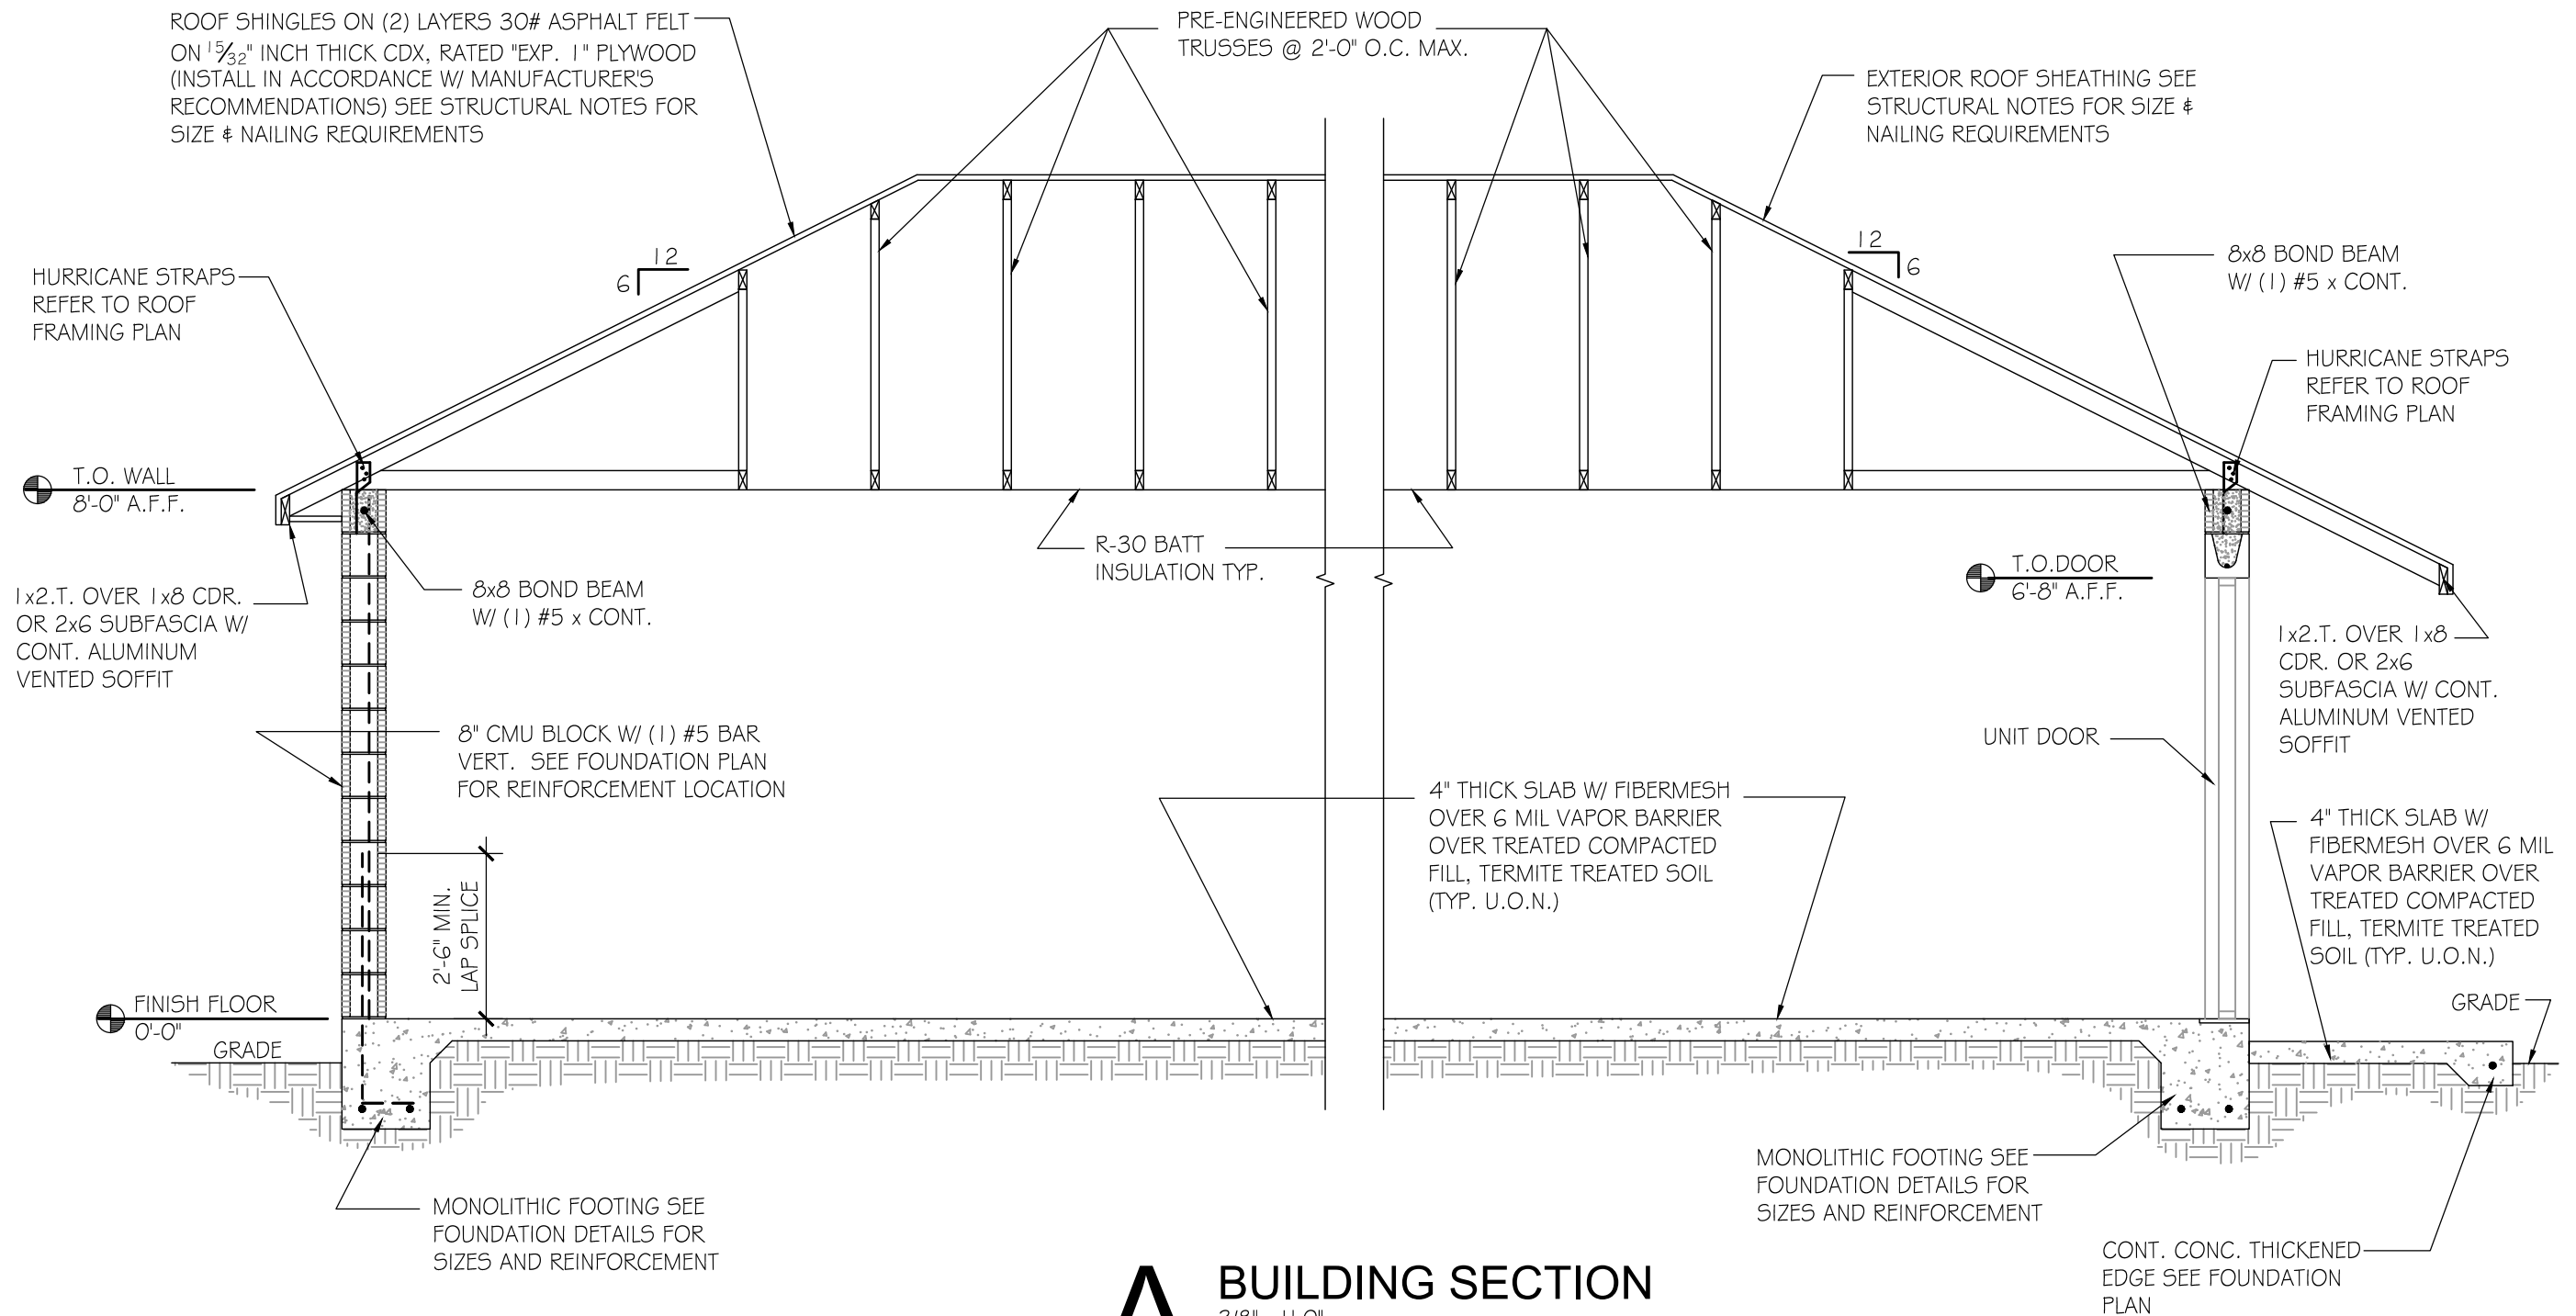 ROOF SHINGLES ON (2) LAYERS 30# ASPHALT FELT
ON 15/32" INCH THICK CDX, RATED "EXP. 1" PLYWOOD
(INSTALL IN ACCORDANCE W/ MANUFACTURER'S
RECOMMENDATIONS) SEE STRUCTURAL NOTES FOR
SIZE & NAILING REQUIREMENTS
PRE-ENGINEERED WOOD
TRUSSES @ 2'-0" O.C. MAX.
EXTERIOR ROOF SHEATHING SEE
STRUCTURAL NOTES FOR SIZE &
NAILING REQUIREMENTS
12
6
12
6
HURRICANE STRAPS
REFER TO ROOF
FRAMING PLAN
8x8 BOND BEAM
W/ (1) #5 x CONT.
HURRICANE STRAPS
REFER TO ROOF
FRAMING PLAN
T.O. WALL
8'-0" A.F.F.
R-30 BATT
INSULATION TYP.
T.O.DOOR
6'-8" A.F.F.
1x2.T. OVER 1x8 CDR.
OR 2x6 SUBFASCIA W/
CONT. ALUMINUM
VENTED SOFFIT
8x8 BOND BEAM
W/ (1) #5 x CONT.
1x2.T. OVER 1x8
CDR. OR 2x6
SUBFASCIA W/ CONT.
ALUMINUM VENTED
SOFFIT
8" CMU BLOCK W/ (1) #5 BAR
VERT. SEE FOUNDATION PLAN
FOR REINFORCEMENT LOCATION
UNIT DOOR
4" THICK SLAB W/ FIBERMESH
OVER 6 MIL VAPOR BARRIER
OVER TREATED COMPACTED
FILL, TERMITE TREATED SOIL
(TYP. U.O.N.)
4" THICK SLAB W/
FIBERMESH OVER 6 MIL
VAPOR BARRIER OVER
TREATED COMPACTED
FILL, TERMITE TREATED
SOIL (TYP. U.O.N.)
2'-6" MIN.
LAP SPLICE
FINISH FLOOR
0'-0"
GRADE
GRADE
MONOLITHIC FOOTING SEE
FOUNDATION DETAILS FOR
SIZES AND REINFORCEMENT
MONOLITHIC FOOTING SEE
FOUNDATION DETAILS FOR
SIZES AND REINFORCEMENT
CONT. CONC. THICKENED
EDGE SEE FOUNDATION
PLAN
A
BUILDING SECTION